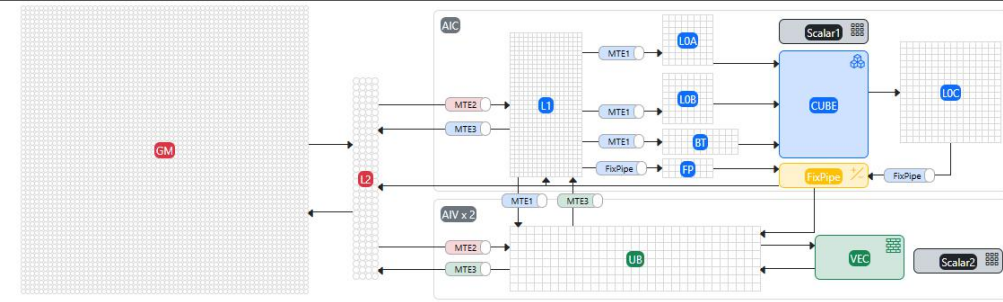 AIC
L0A
Scalar1
MTE1
L1
MTE2
L0B
CUBE
L0C
MTE1
MTE3
GM
MTE1
BT
L2
FixPipe
FP
FixPipe
FixPipe
MTE1
MTE3
AIV x 2
MTE2
UB
VEC
Scalar2
MTE3